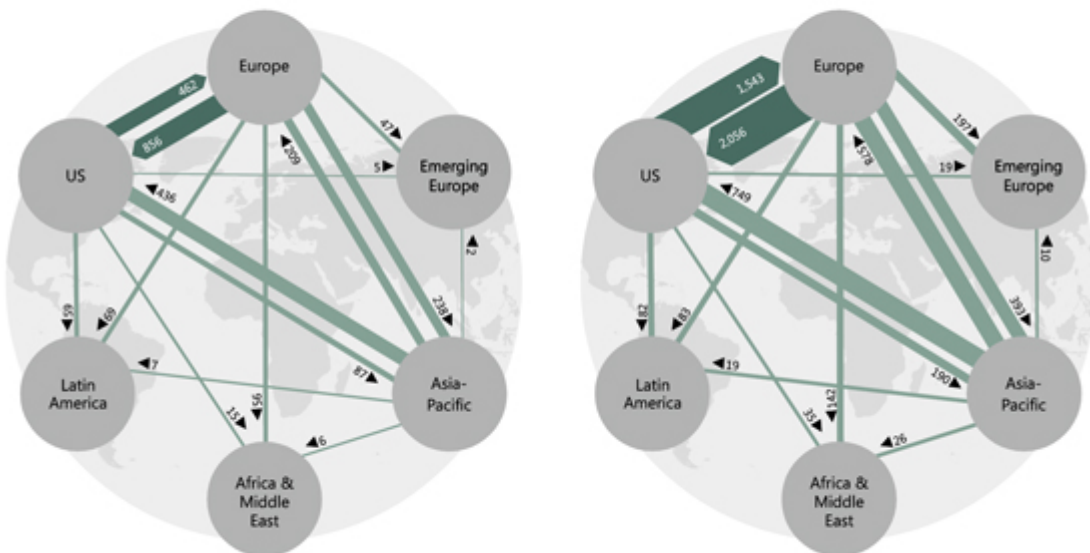 Europe
462
856
47
209
5
US
Emerging
Europe
436
2
238
59
69
87
7
Latin
America
Asia-
Pacific
15
56
6
Africa &
Middle
East
Europe
1,543
2,056
197
578
19
US
Emerging
Europe
749
10
393
82
83
190
19
Latin
America
Asia-
Pacific
35
142
26
Africa &
Middle
East